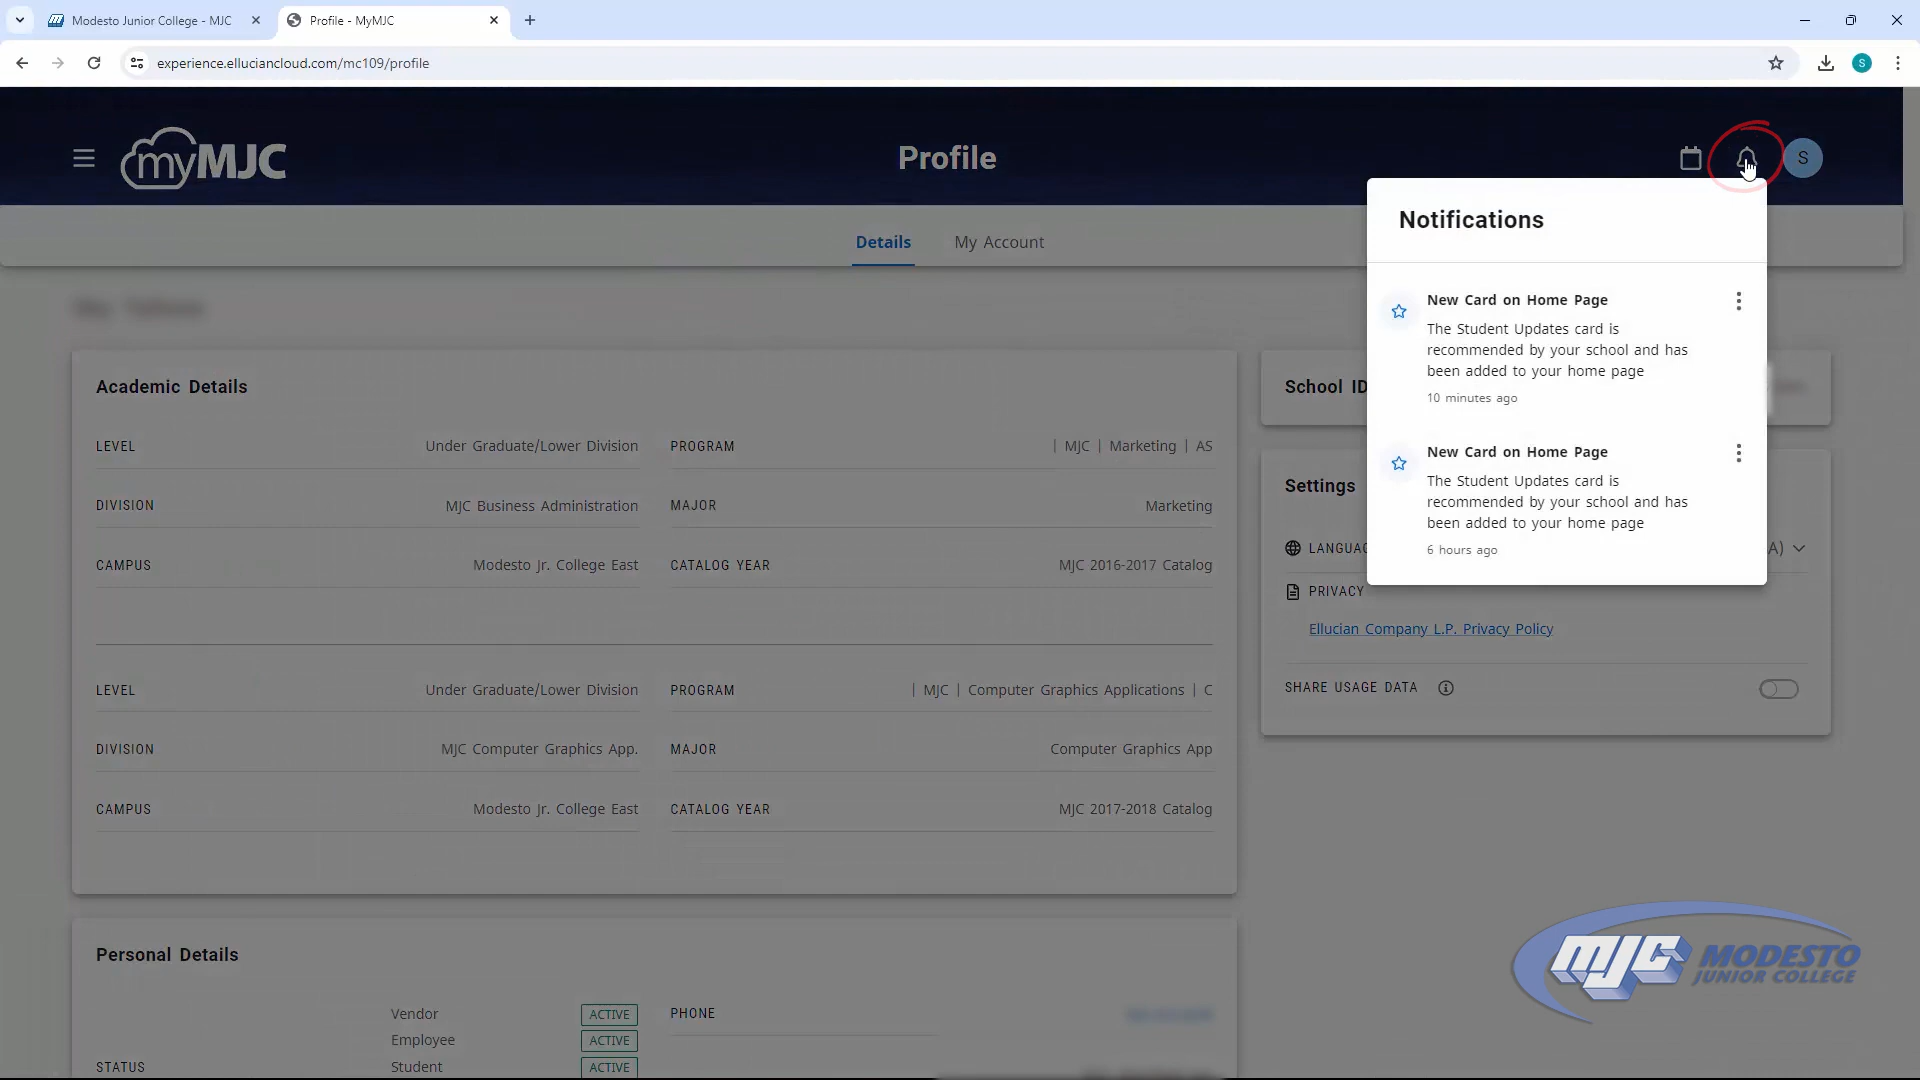 Modesto Junior College - MJC
Profile - MyMJC
experience.elluciancloud.com/mc109/profile
S
myMJC
Profile
S
Details
My Account
Notifications
New Card on Home Page
The Student Updates card is
recommended by your school and has
been added to your home page
10 minutes ago
New Card on Home Page
The Student Updates card is
recommended by your school and has
been added to your home page
6 hours ago
Academic Details
LEVEL Under Graduate/Lower Division
PROGRAM | MJC | Marketing | AS
DIVISION MJC Business Administration
MAJOR Marketing
CAMPUS Modesto Jr. College East
CATALOG YEAR MJC 2016-2017 Catalog
LEVEL Under Graduate/Lower Division
PROGRAM | MJC | Computer Graphics Applications | C
DIVISION MJC Computer Graphics App.
MAJOR Computer Graphics App
CAMPUS Modesto Jr. College East
CATALOG YEAR MJC 2017-2018 Catalog
School ID
Settings
LANGUAG A)
PRIVACY
Ellucian Company L.P. Privacy Policy
SHARE USAGE DATA
Personal Details
Vendor ACTIVE
PHONE
Employee ACTIVE
STATUS Student ACTIVE
MJC MODESTO
JUNIOR COLLEGE